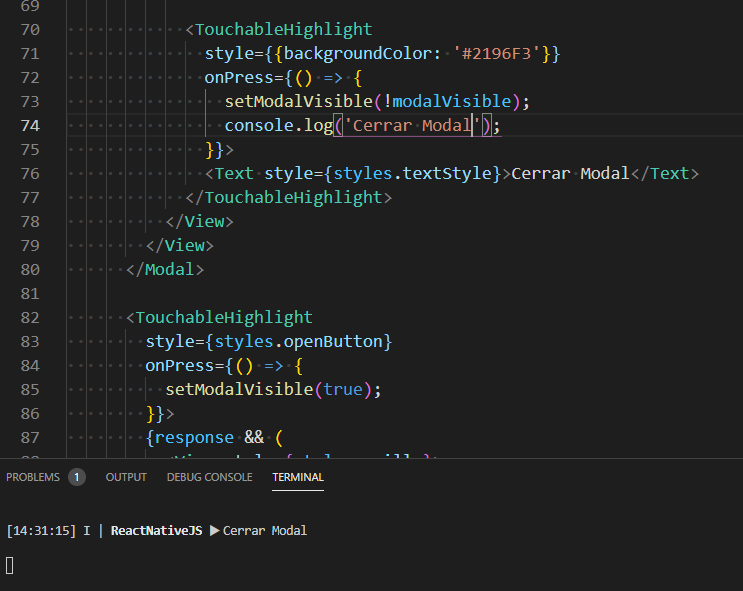 69
70 <TouchableHighlight
71 style={{backgroundColor: '#2196F3'}}
72 onPress={() => {
73 setModalVisible(!modalVisible);
74 console.log('Cerrar Modal');
75 }}>
76 <Text style={styles.textStyle}>Cerrar Modal</Text>
77 </TouchableHighlight>
78 </View>
79 </View>
80 </Modal>
81
82 <TouchableHighlight
83 style={styles.openButton}
84 onPress={() => {
85 setModalVisible(true);
86 }}>
87 {response && (
PROBLEMS 1 OUTPUT DEBUG CONSOLE TERMINAL
[14:31:15] I | ReactNativeJS ▶ Cerrar Modal